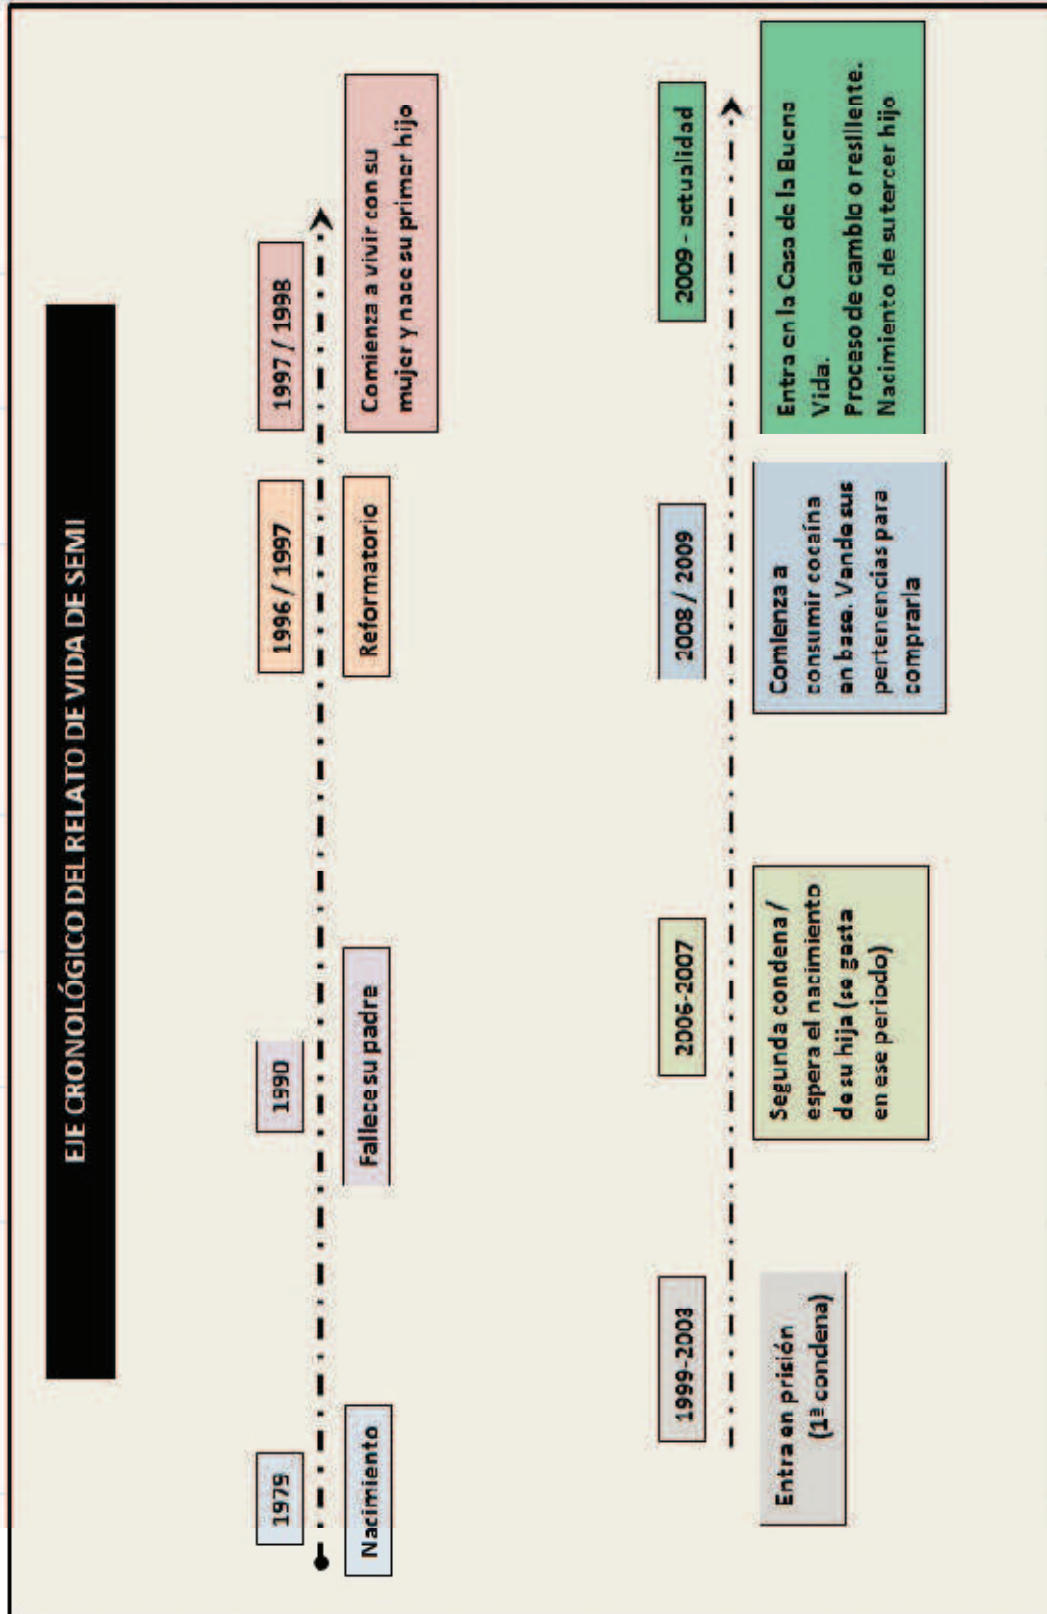 EJE CRONOLÓGICO DEL RELATO DE VIDA DE SEMI
1979
1990
1996 / 1997
1997 / 1998
Nacimiento
Fallece su padre
Reformatorio
Comienza a vivir con su
mujer y nace su primer hijo
1999-2003
2006-2007
2008 / 2009
2009 - actualidad
Entra en prisión
(1ª condena)
Segunda condena /
espera el nacimiento
de su hija (se gasta
en ese periodo)
Comienza a
consumir cocaína
en base. Vende sus
pertenencias para
comprarla
Entra en la Casa de la Buena
Vida.
Proceso de cambio o resiliente.
Nacimiento de su tercer hijo